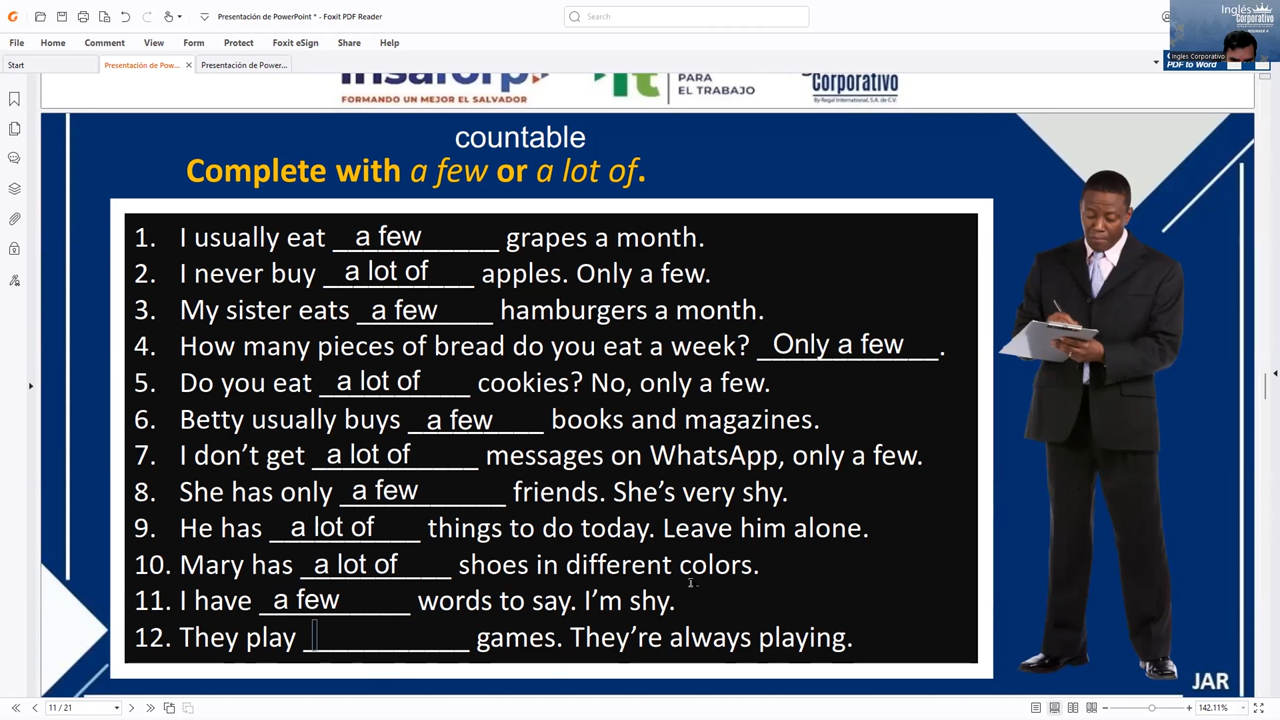 Presentación de PowerPoint * - Foxit PDF Reader
Search
Inglés
Corporativo
File Home Comment View Form Protect Foxit eSign Share Help
Ingles Corporativo
PDF to Word
Start
Presentación de Pow...
Presentación de Power...
insaforp
FORMANDO UN MEJOR EL SALVADOR
PARA
EL TRABAJO
Corporativo
By Regal International, S.A. de C.V.
countable
Complete with a few or a lot of.
1. I usually eat a few grapes a month.
2. I never buy a lot of apples. Only a few.
3. My sister eats a few hamburgers a month.
4. How many pieces of bread do you eat a week? Only a few.
5. Do you eat a lot of cookies? No, only a few.
6. Betty usually buys a few books and magazines.
7. I don’t get a lot of messages on WhatsApp, only a few.
8. She has only a few friends. She’s very shy.
9. He has a lot of things to do today. Leave him alone.
10. Mary has a lot of shoes in different colors.
11. I have a few words to say. I’m shy.
12. They play ____________ games. They’re always playing.
JAR
11 / 21
142.11%